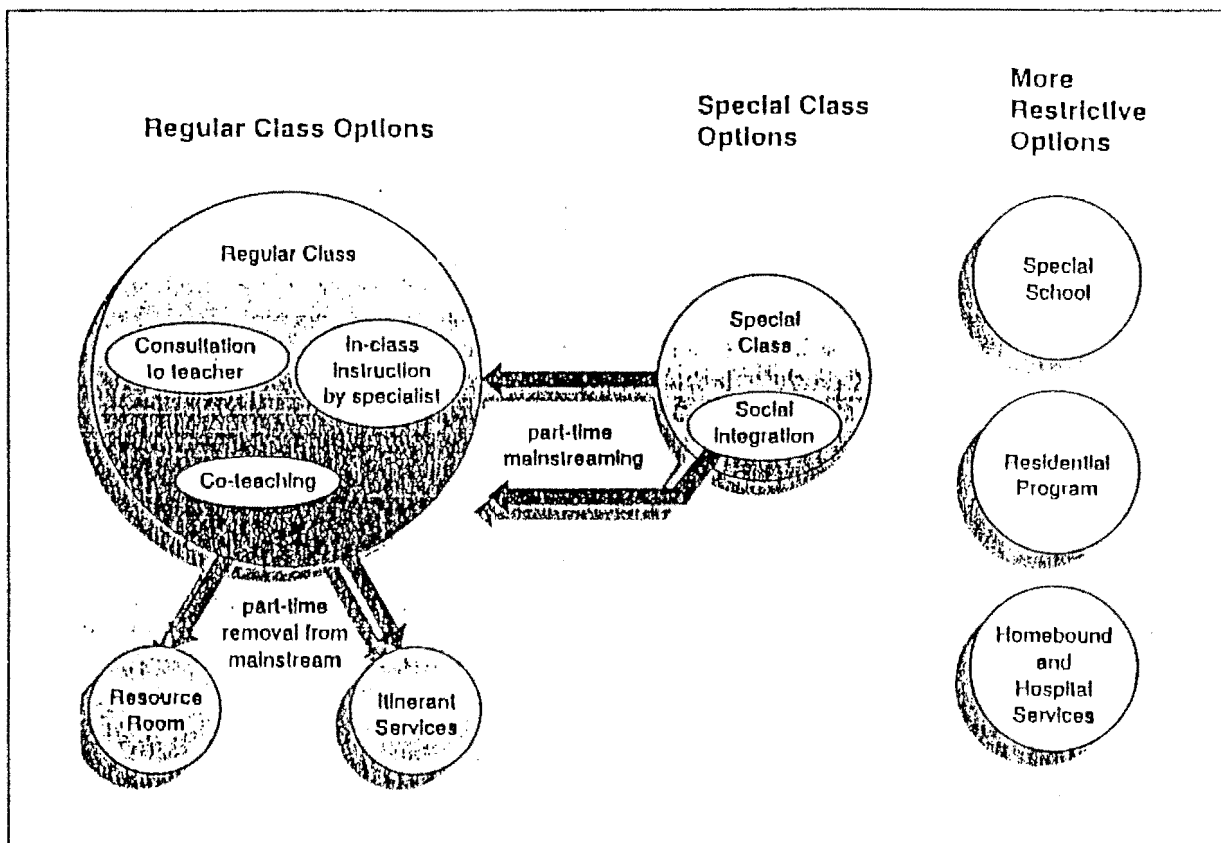 Regular Class Options
Special Class
Options
More
Restrictive
Options
Regular Class
Consultation
to teacher
In-class
Instruction
by specialist
Co-teaching
part-time
removal from
mainstream
Resource
Room
Itinerant
Services
part-time
mainstreaming
Special
Class
Social
Integration
Special
School
Residential
Program
Homebound
and
Hospital
Services